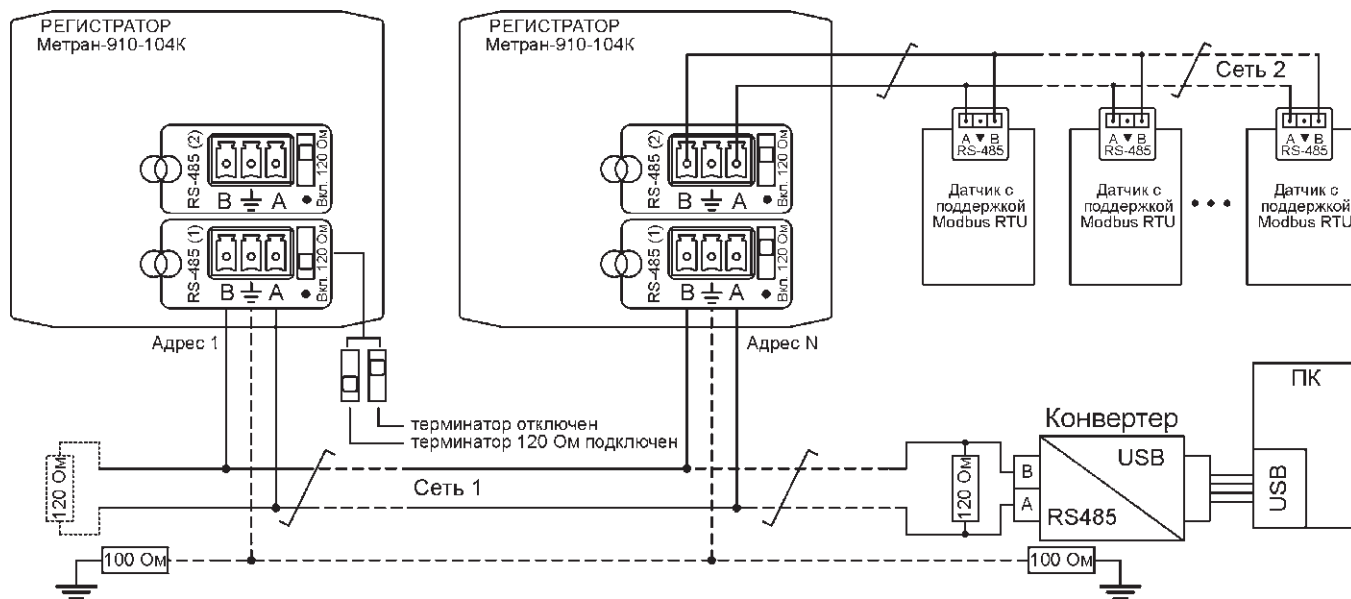 РЕГИСТРАТОР
Метран-910-104К
RS-485 (2)
B A
Вкл. 120 Ом
RS-485 (1)
B A
Вкл. 120 Ом
Адрес 1
РЕГИСТРАТОР
Метран-910-104К
RS-485 (2)
B A
Вкл. 120 Ом
RS-485 (1)
B A
Вкл. 120 Ом
Адрес N
Сеть 2
A B
RS-485
Датчик с
поддержкой
Modbus RTU
A B
RS-485
Датчик с
поддержкой
Modbus RTU
A B
RS-485
Датчик с
поддержкой
Modbus RTU
терминатор отключен
терминатор 120 Ом подключен
120 Ом
Сеть 1
120 Ом
Конвертер
B
A
USB
RS485
ПК
USB
100 Ом
100 Ом